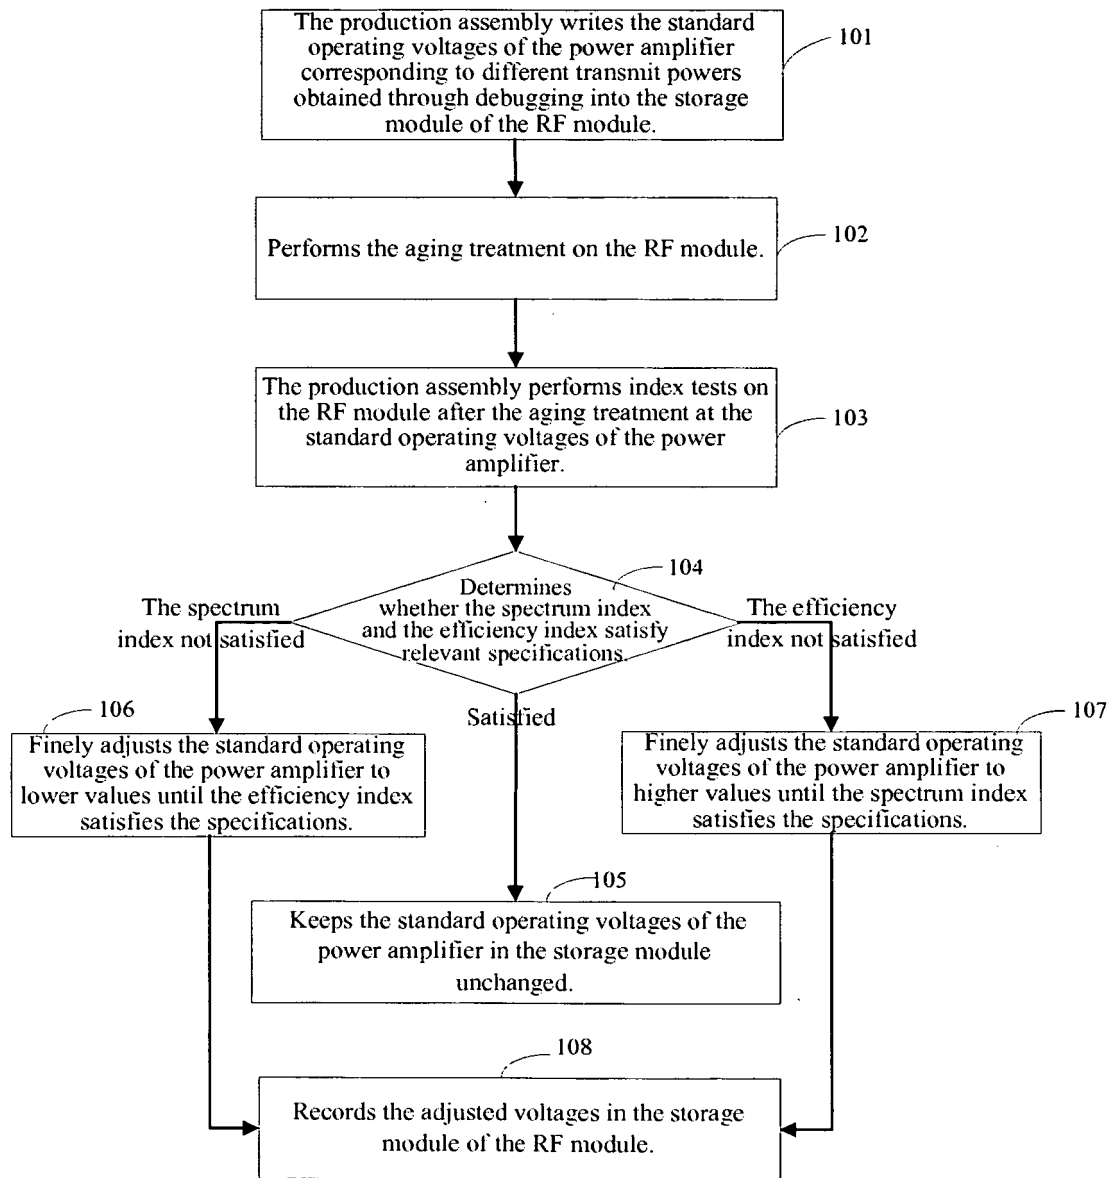 The production assembly writes the standard
operating voltages of the power amplifier
corresponding to different transmit powers
obtained through debugging into the storage
module of the RF module.
101
Performs the aging treatment on the RF module.
102
The production assembly performs index tests on
the RF module after the aging treatment at the
standard operating voltages of the power
amplifier.
103
104
Determines
whether the spectrum index
and the efficiency index satisfy
relevant specifications.
The spectrum
index not satisfied
The efficiency
index not satisfied
Satisfied
106
Finely adjusts the standard operating
voltages of the power amplifier to
lower values until the efficiency index
satisfies the specifications.
107
Finely adjusts the standard operating
voltages of the power amplifier to
higher values until the spectrum index
satisfies the specifications.
105
Keeps the standard operating voltages of the
power amplifier in the storage module
unchanged.
108
Records the adjusted voltages in the storage
module of the RF module.